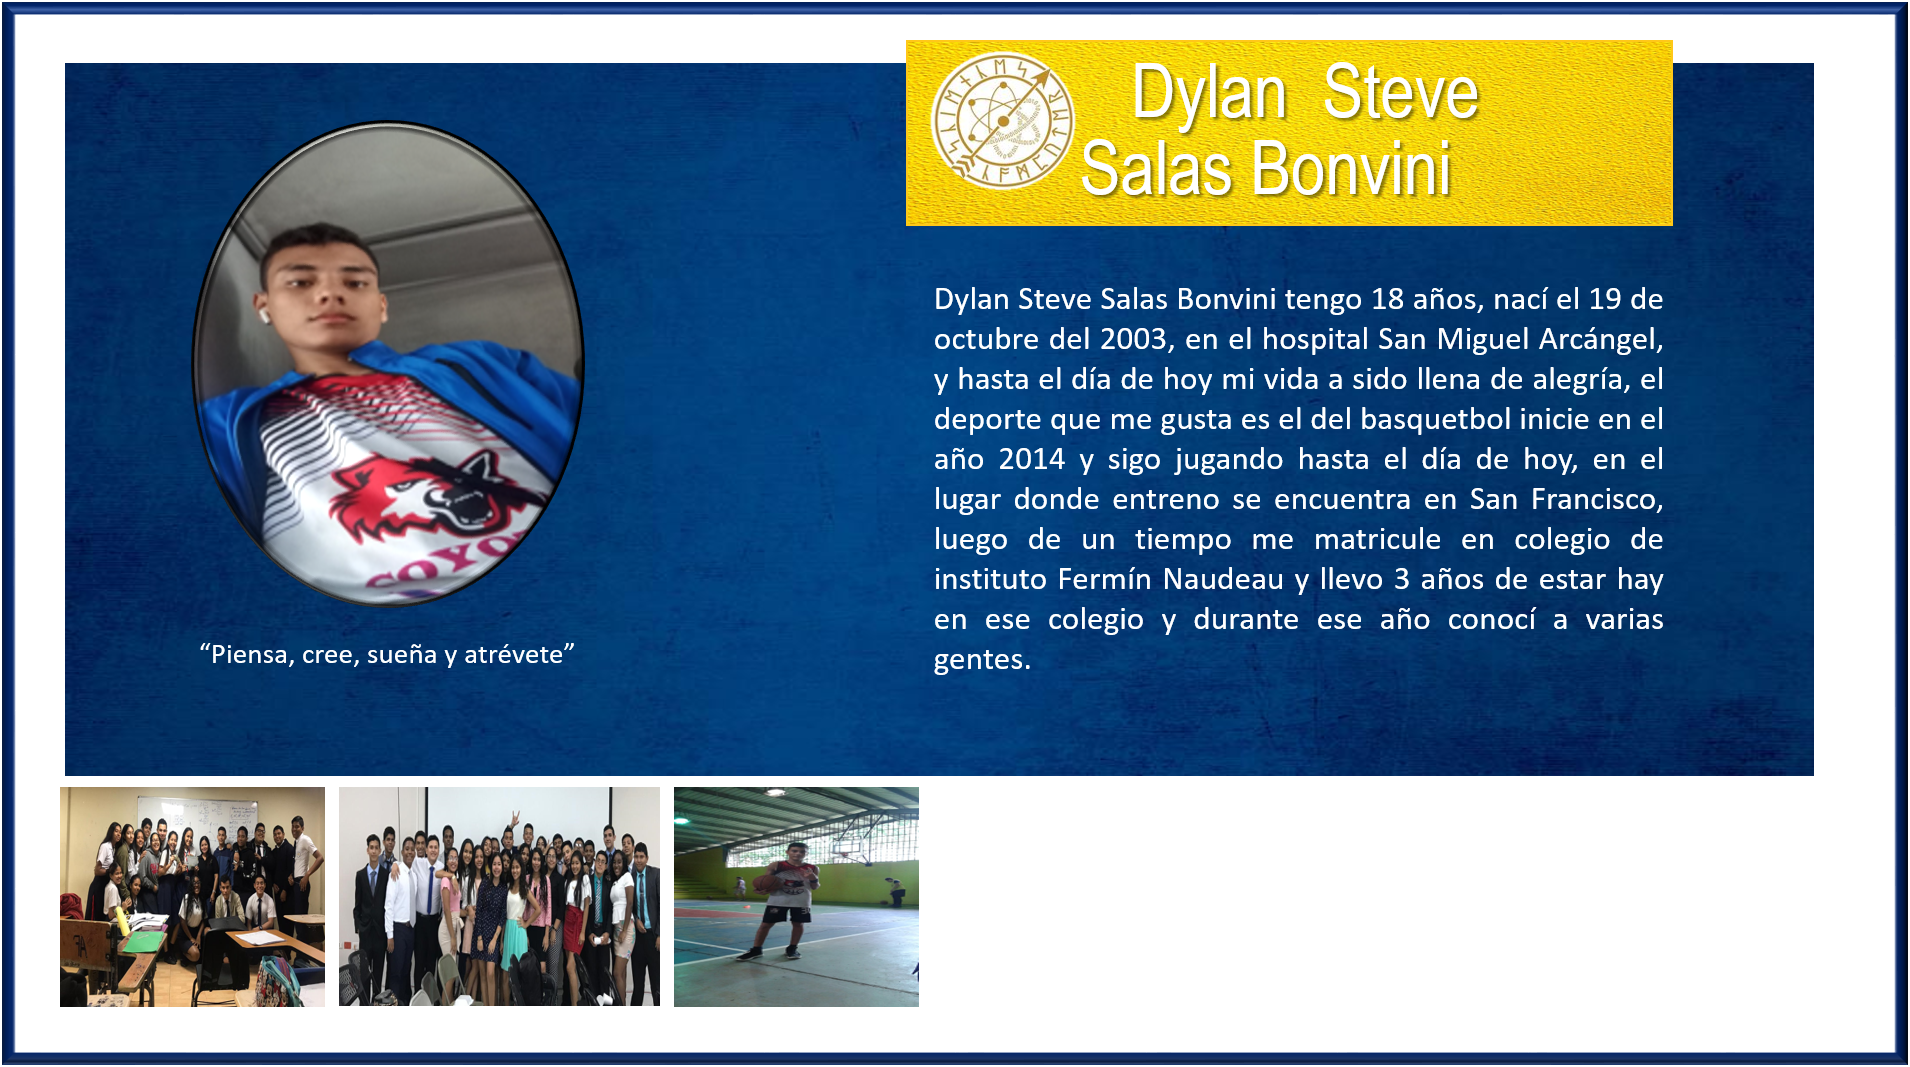 Dylan Steve
Salas Bonvini
Dylan Steve Salas Bonvini tengo 18 años, nací el 19 de
octubre del 2003, en el hospital San Miguel Arcángel,
y hasta el día de hoy mi vida a sido llena de alegría, el
deporte que me gusta es el del basquetbol inicie en el
año 2014 y sigo jugando hasta el día de hoy, en el
lugar donde entreno se encuentra en San Francisco,
luego de un tiempo me matricule en colegio de
instituto Fermín Naudeau y llevo 3 años de estar hay
en ese colegio y durante ese año conocí a varias
gentes.
“Piensa, cree, sueña y atrévete”